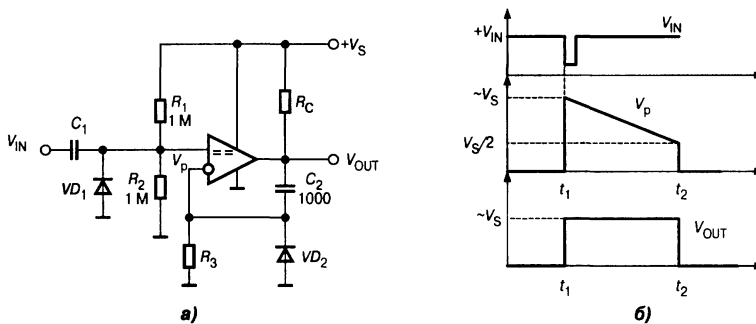 +V_S
R_1
1 M
R_C
C_1
V_IN
V_p
= =
V_OUT
VD_1
R_2
1 M
C_2
1000
R_3
VD_2
а)
+V_IN
V_IN
~V_S
V_p
V_S/2
t_1
t_2
~V_S
V_OUT
t_1
t_2
б)